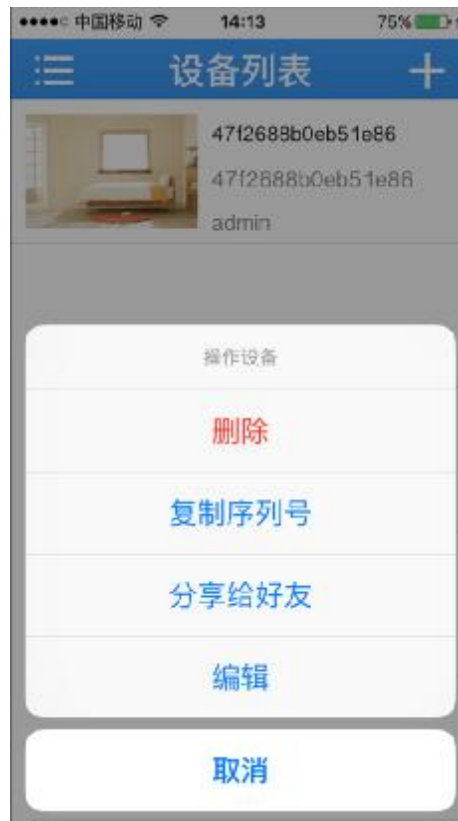 中国移动 14:13 75%
设备列表
47f2688b0eb51e86
47f2688b0eb51e86
admin
操作设备
删除
复制序列号
分享给好友
编辑
取消